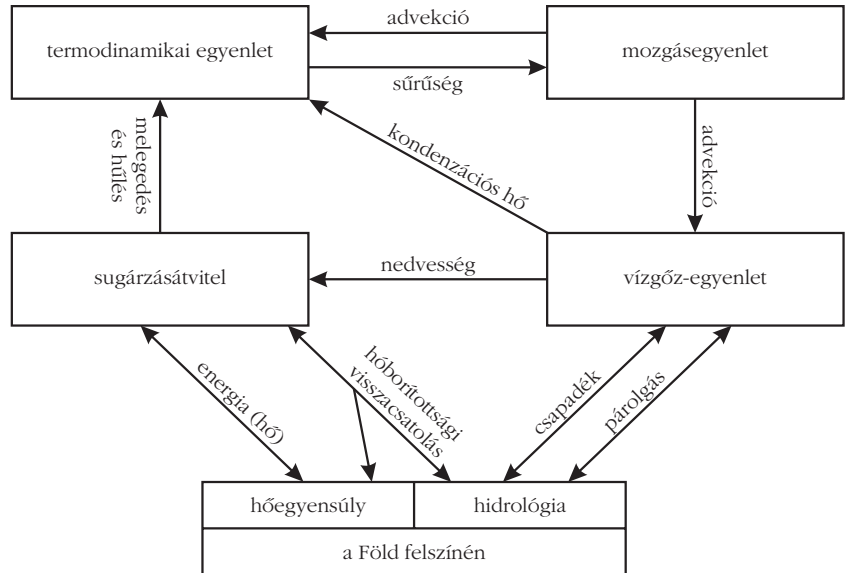 advekció
termodinamikai egyenlet
mozgásegyenlet
sűrűség
melegedés
és hűlés
kondenzációs hő
advekció
sugárzásátvitel
nedvesség
vízgőz-egyenlet
energia (hő)
hóborítottsági
visszacsatolás
csapadék
párolgás
hőegyensúly
hidrológia
a Föld felszínén